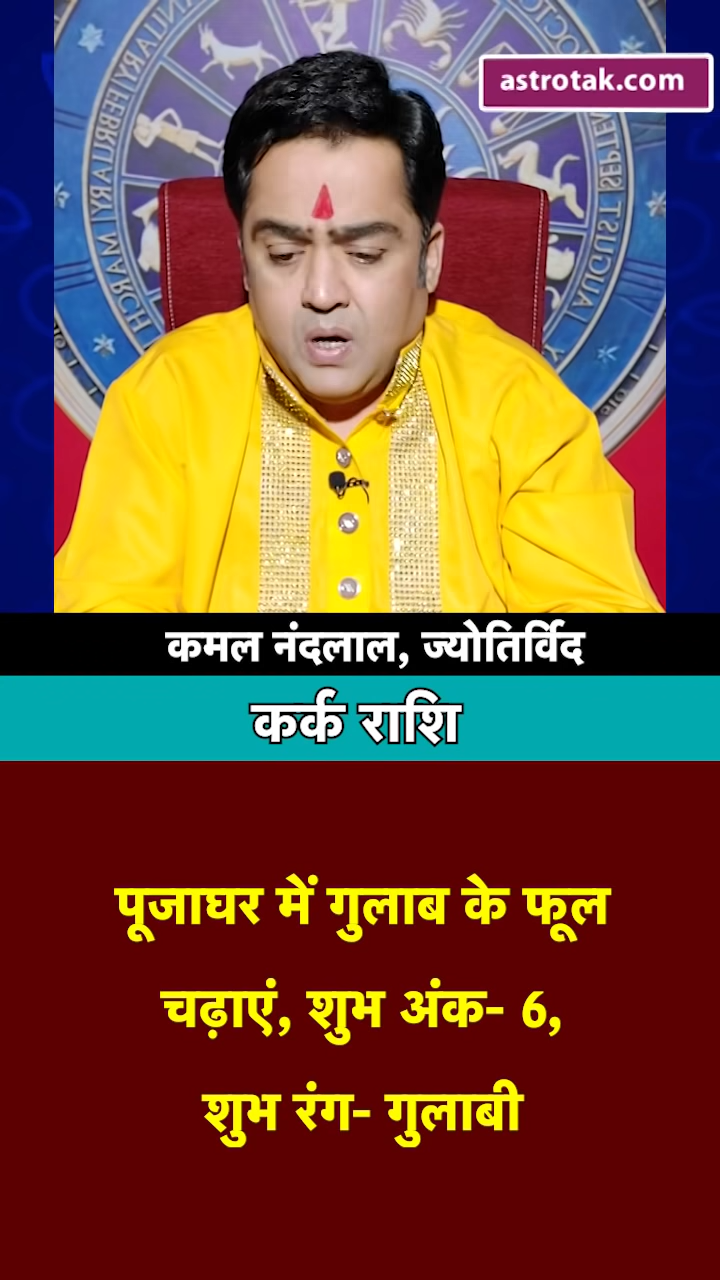 astrotak.com
कमल नंदलाल, ज्योतिर्विद
कर्क राशि
पूजाघर में गुलाब के फूल
चढ़ाएं, शुभ अंक- 6,
शुभ रंग- गुलाबी